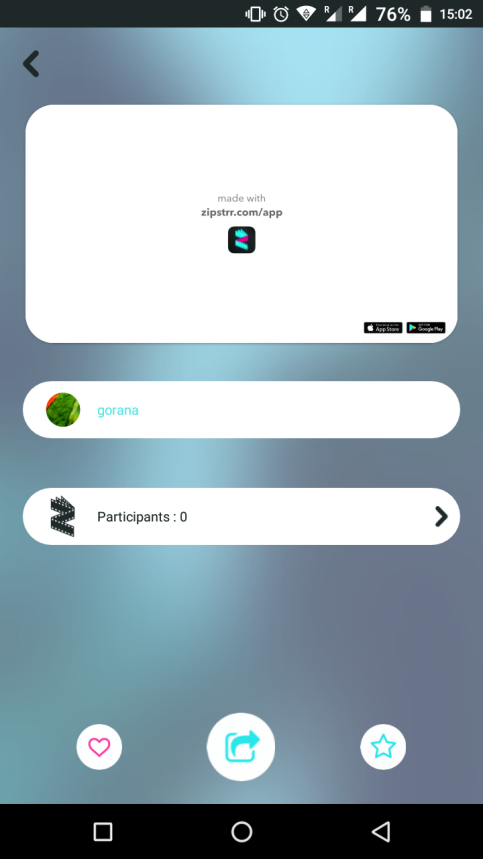 R R 76% 15:02
made with
zipstrr.com/app
App Store Google Play
gorana
Participants : 0